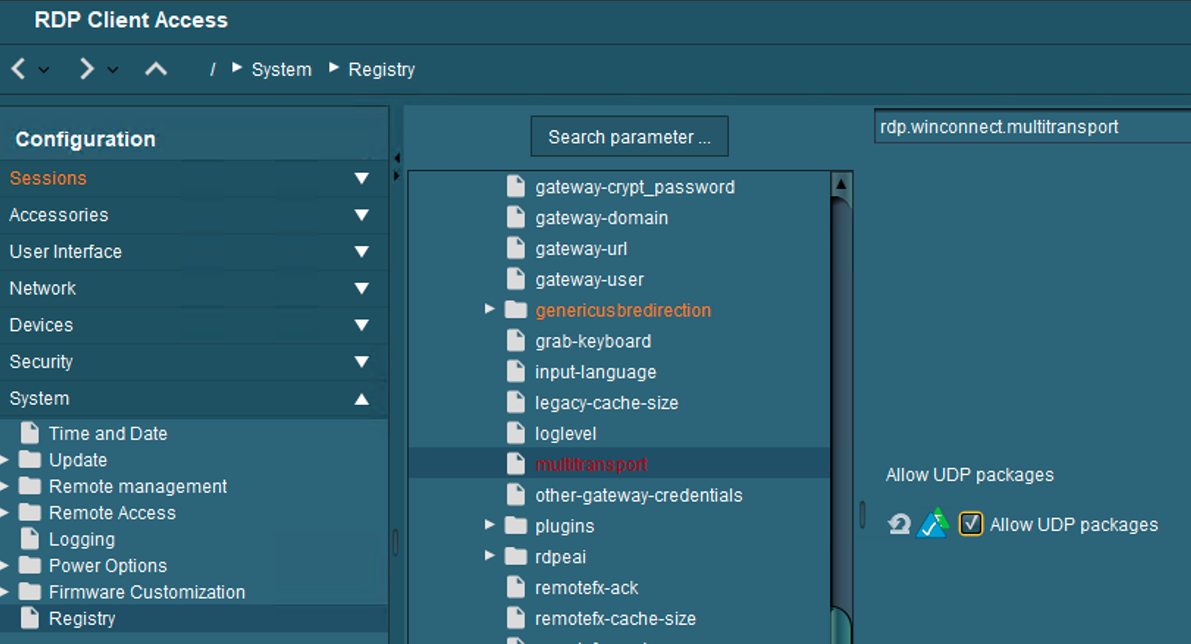 RDP Client Access
/ System Registry
Configuration
Sessions
Accessories
User Interface
Network
Devices
Security
System
Time and Date
Update
Remote management
Remote Access
Logging
Power Options
Firmware Customization
Registry
Search parameter ...
gateway-crypt_password
gateway-domain
gateway-url
gateway-user
genericusbredirection
grab-keyboard
input-language
legacy-cache-size
loglevel
multitransport
other-gateway-credentials
plugins
rdpeai
remotefx-ack
remotefx-cache-size
rdp.winconnect.multitransport
Allow UDP packages
Allow UDP packages